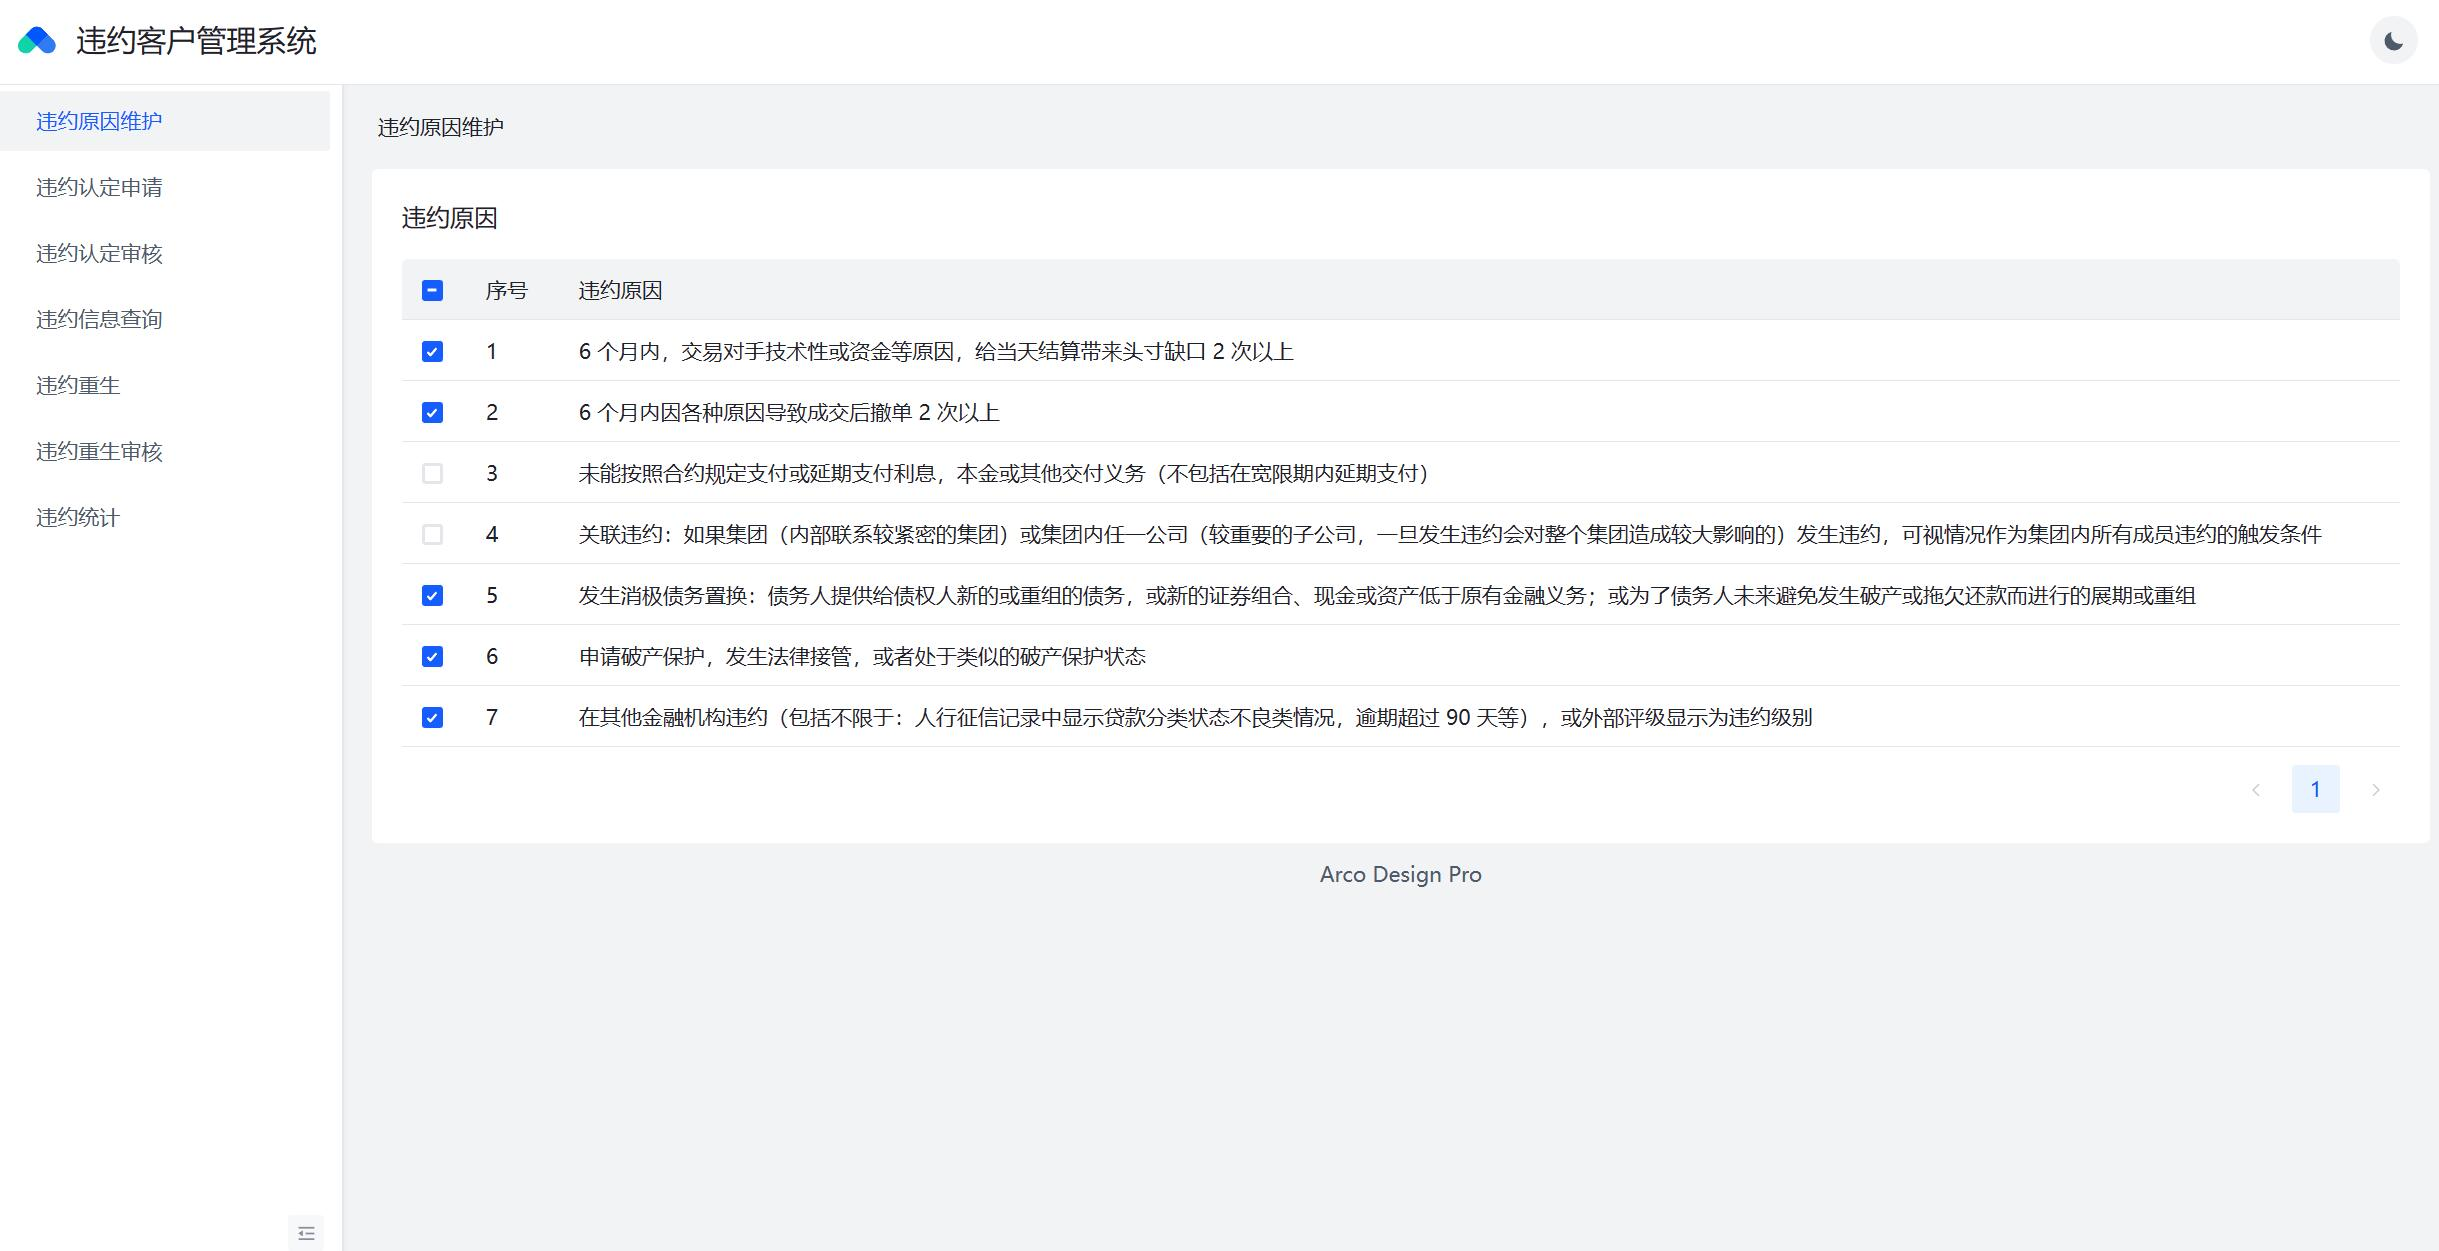 违约客户管理系统
违约原因维护
违约认定申请
违约认定审核
违约信息查询
违约重生
违约重生审核
违约统计
违约原因维护
违约原因
序号 违约原因
1 6 个月内，交易对手技术性或资金等原因，给当天结算带来头寸缺口 2 次以上
2 6 个月内因各种原因导致成交后撤单 2 次以上
3 未能按照合约规定支付或延期支付利息，本金或其他交付义务（不包括在宽限期内延期支付）
4 关联违约：如果集团（内部联系较紧密的集团）或集团内任一公司（较重要的子公司，一旦发生违约会对整个集团造成较大影响的）发生违约，可视情况作为集团内所有成员违约的触发条件
5 发生消极债务置换：债务人提供给债权人新的或重组的债务，或新的证券组合、现金或资产低于原有金融义务；或为了债务人未来避免发生破产或拖欠还款而进行的展期或重组
6 申请破产保护，发生法律接管，或者处于类似的破产保护状态
7 在其他金融机构违约（包括不限于：人行征信记录中显示贷款分类状态不良类情况，逾期超过 90 天等），或外部评级显示为违约级别
1
Arco Design Pro